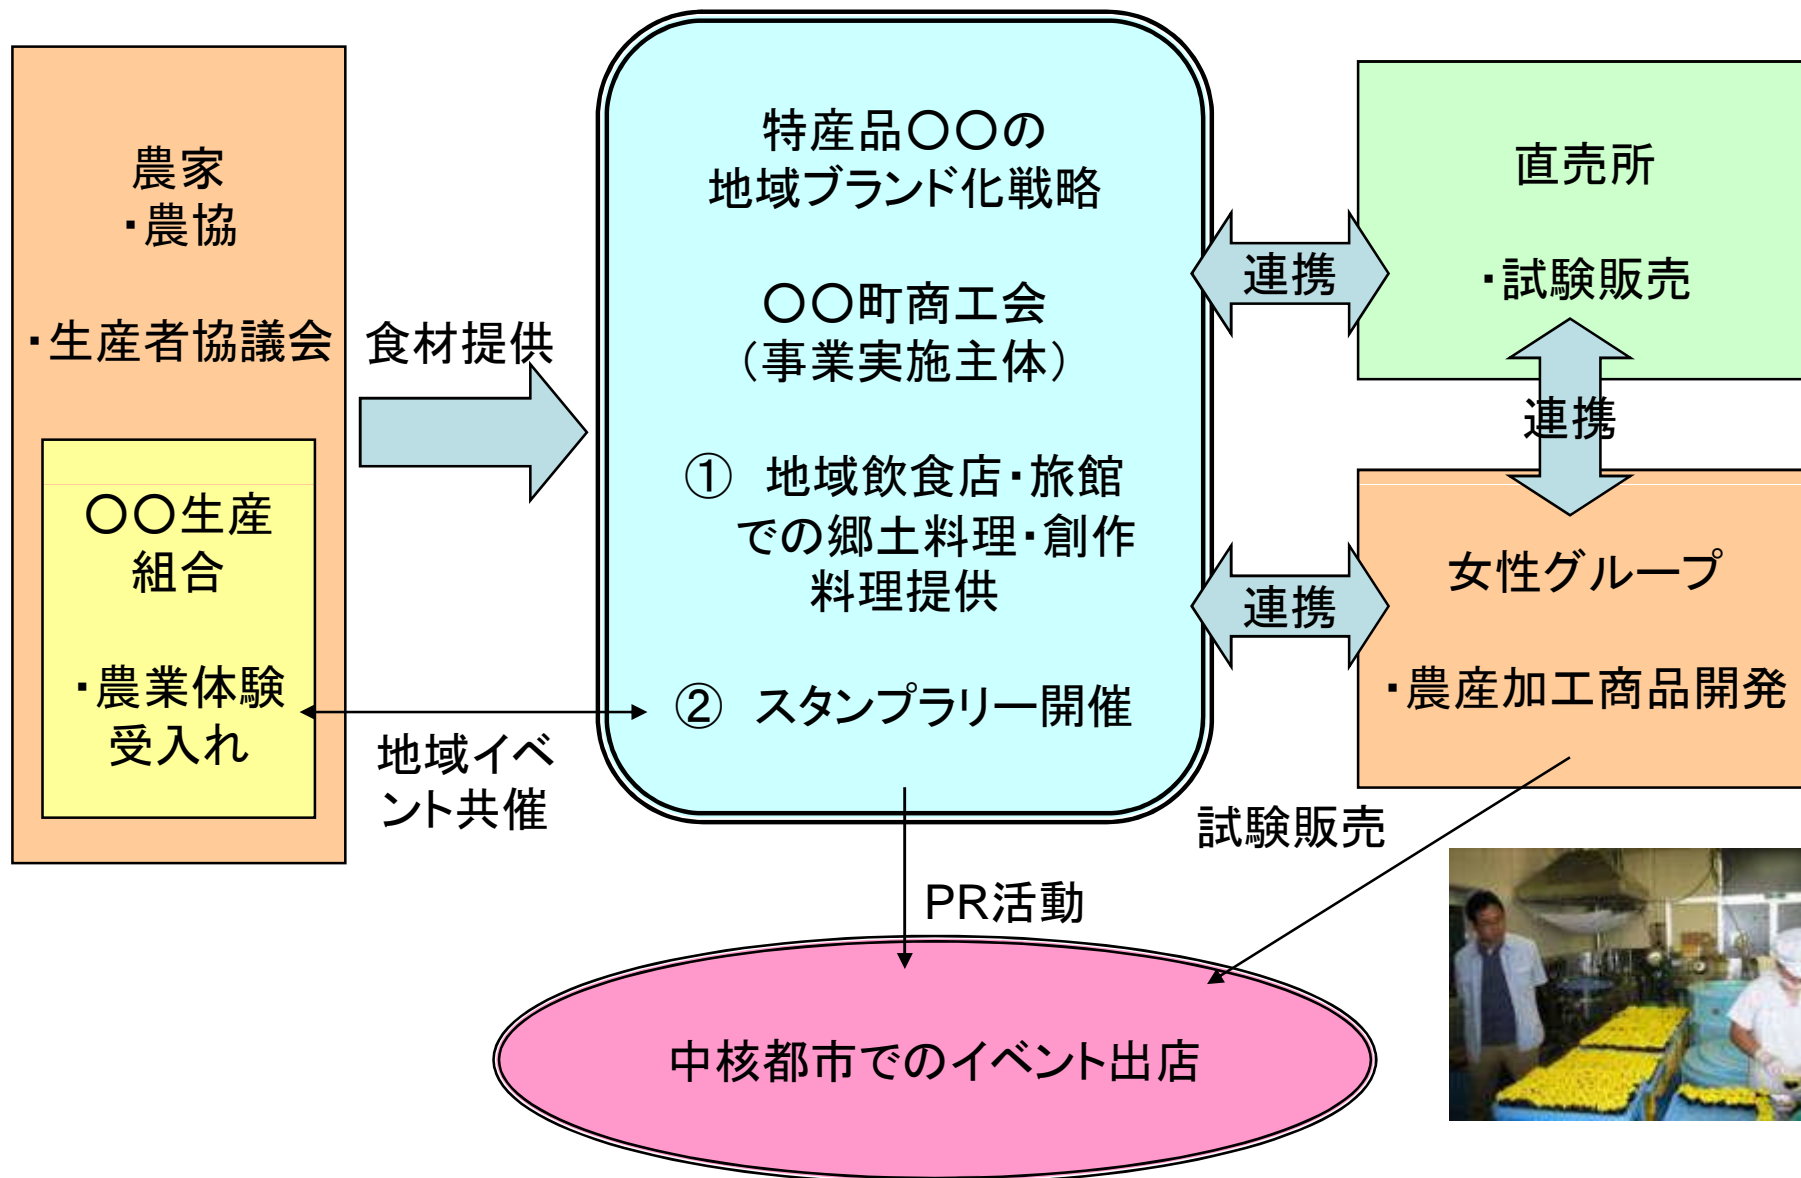 農家
・農協
・生産者協議会
〇〇生産
組合
・農業体験
受入れ
食材提供
地域イベ
ント共催
特産品〇〇の
地域ブランド化戦略
〇〇町商工会
（事業実施主体）
① 地域飲食店・旅館
での郷土料理・創作
料理提供
② スタンプラリー開催
連携
連携
直売所
・試験販売
連携
女性グループ
・農産加工商品開発
試験販売
PR活動
中核都市でのイベント出店